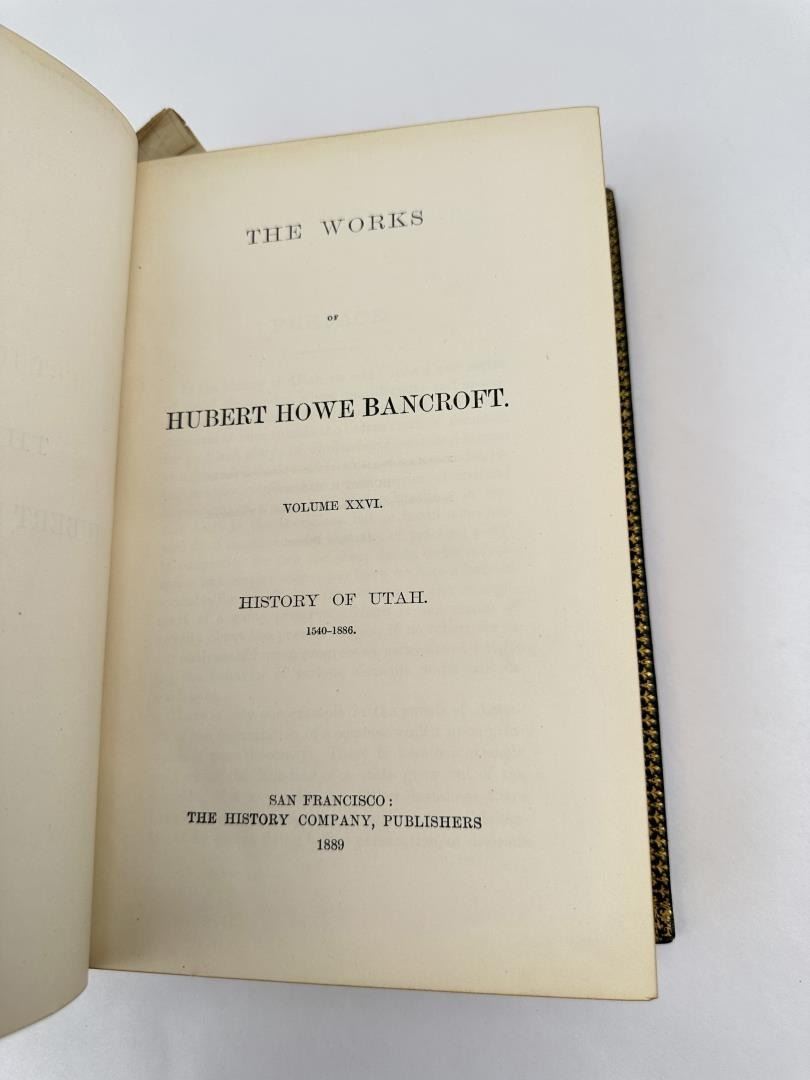 THE WORKS
OF
HUBERT HOWE BANCROFT.
VOLUME XXVI.
HISTORY OF UTAH.
1540–1886.
SAN FRANCISCO:
THE HISTORY COMPANY, PUBLISHERS
1889